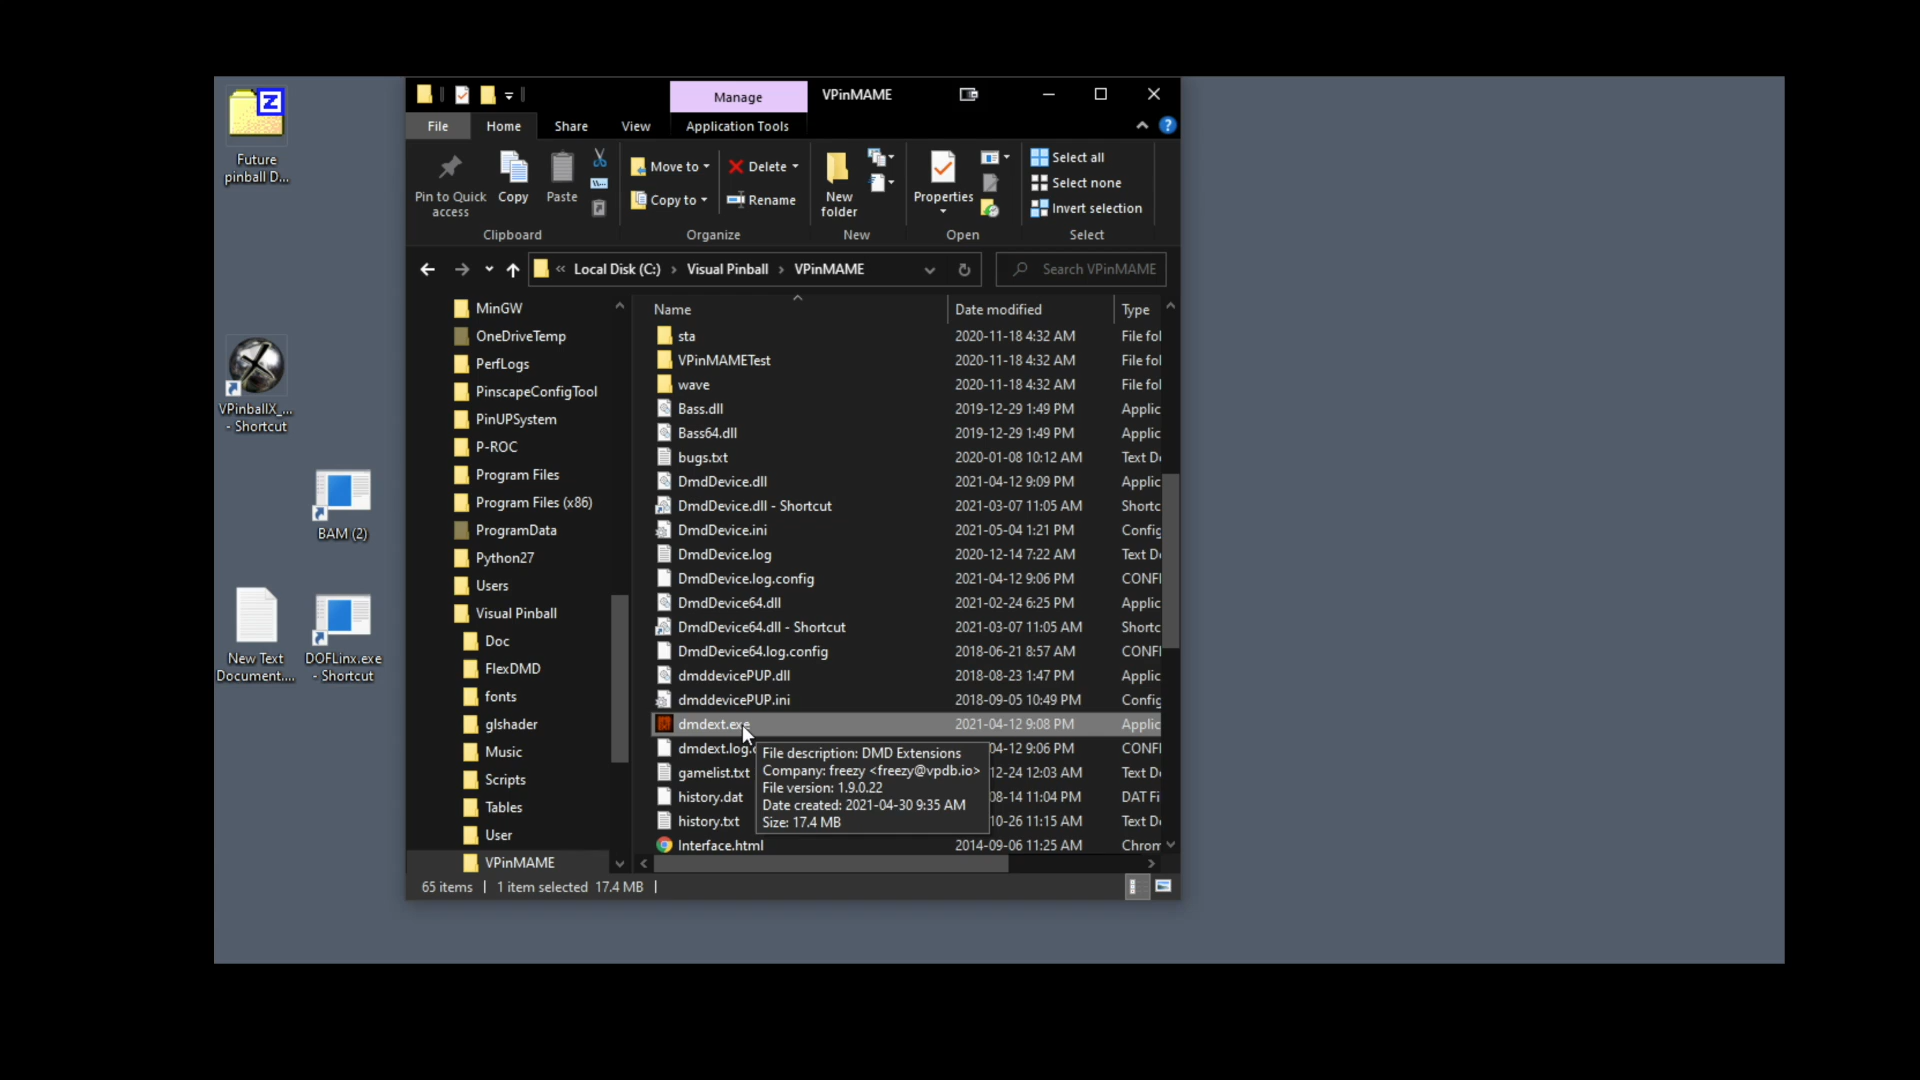 Z
Future
pinball D...
VPinballX_...
- Shortcut
BAM (2)
New Text
Document....
DOFLinx.exe
- Shortcut
Manage
VPinMAME
File
Home
Share
View
Application Tools
?
Pin to Quick
access
Copy
Paste
Move to
Copy to
Delete
Rename
New
folder
Properties
Select all
Select none
Invert selection
Clipboard
Organize
New
Open
Select
« Local Disk (C:) > Visual Pinball > VPinMAME
Search VPinMAME
MinGW
OneDriveTemp
PerfLogs
PinscapeConfigTool
PinUPSystem
P-ROC
Program Files
Program Files (x86)
ProgramData
Python27
Users
Visual Pinball
Doc
FlexDMD
fonts
glshader
Music
Scripts
Tables
User
VPinMAME
Name Date modified Type
sta 2020-11-18 4:32 AM File fol
VPinMAMETest 2020-11-18 4:32 AM File fol
wave 2020-11-18 4:32 AM File fol
Bass.dll 2019-12-29 1:49 PM Applic
Bass64.dll 2019-12-29 1:49 PM Applic
bugs.txt 2020-01-08 10:12 AM Text D
DmdDevice.dll 2021-04-12 9:09 PM Applic
DmdDevice.dll - Shortcut 2021-03-07 11:05 AM Shortc
DmdDevice.ini 2021-05-04 1:21 PM Config
DmdDevice.log 2020-12-14 7:22 AM Text D
DmdDevice.log.config 2021-04-12 9:06 PM CONFI
DmdDevice64.dll 2021-02-24 6:25 PM Applic
DmdDevice64.dll - Shortcut 2021-03-07 11:05 AM Shortc
DmdDevice64.log.config 2018-06-21 8:57 AM CONFI
dmddevicePUP.dll 2018-08-23 1:47 PM Applic
dmddevicePUP.ini 2018-09-05 10:49 PM Config
dmdext.exe 2021-04-12 9:08 PM Applic
dmdext.log. 04-12 9:06 PM CONFI
gamelist.txt 12-24 12:03 AM Text D
history.dat 08-14 11:04 PM DAT Fi
history.txt 10-26 11:15 AM Text D
Interface.html 2014-09-06 11:25 AM Chrom
File description: DMD Extensions
Company: freezy <freezy@vpdb.io>
File version: 1.9.0.22
Date created: 2021-04-30 9:35 AM
Size: 17.4 MB
65 items | 1 item selected 17.4 MB |